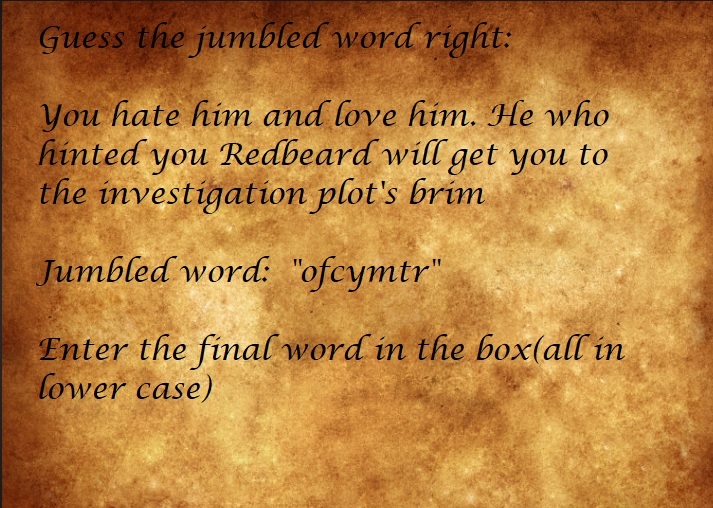 Guess the jumbled word right:
You hate him and love him. He who
hinted you Redbeard will get you to
the investigation plot's brim
Jumbled word:  "ofcymtr"
Enter the final word in the box(all in
lower case)